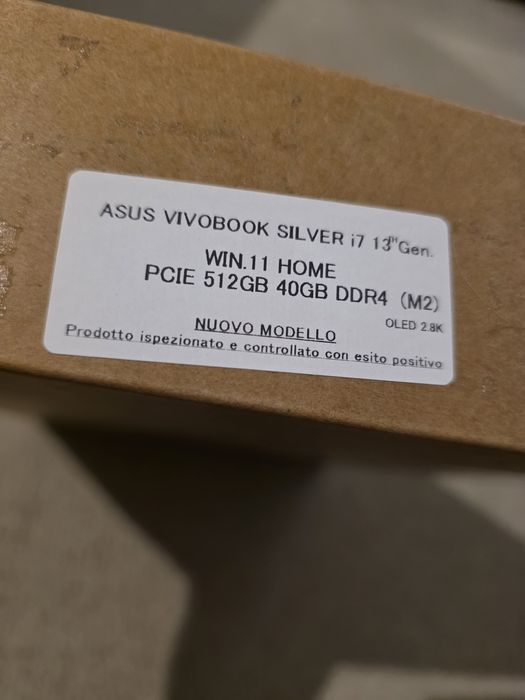 ASUS VIVOBOOK SILVER i7 13"Gen.
WIN.11 HOME
PCIE 512GB 40GB DDR4 (M2)
OLED 2.8K
NUOVO MODELLO
Prodotto ispezionato e controllato con esito positivo